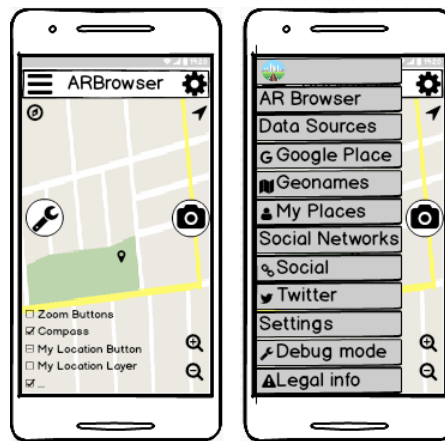 ARBrowser
Zoom Buttons
Compass
My Location Button
My Location Layer
...
AR Browser
Data Sources
Google Place
Geonames
My Places
Social Networks
Social
Twitter
Settings
Debug mode
Legal info